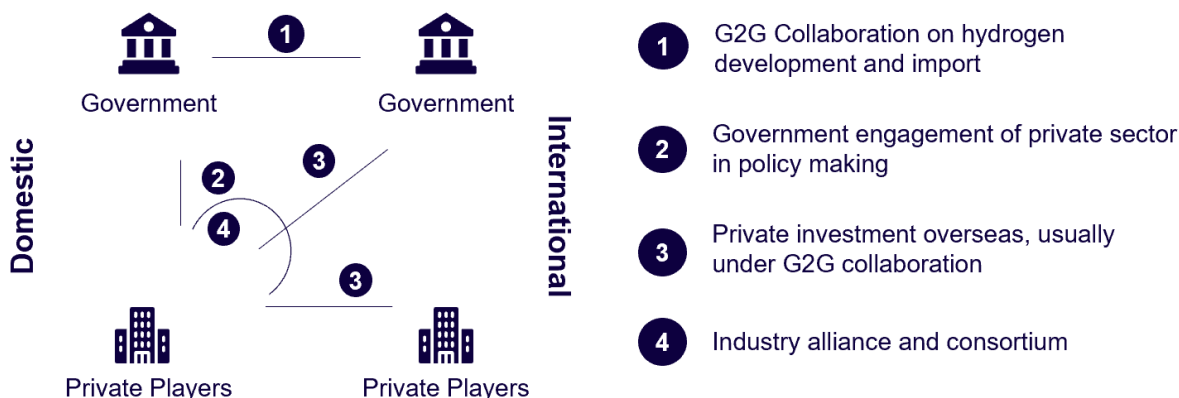 1
Government
Government
Domestic
International
2
3
4
3
Private Players
Private Players
1
G2G Collaboration on hydrogen
development and import
2
Government engagement of private sector
in policy making
3
Private investment overseas, usually
under G2G collaboration
4
Industry alliance and consortium